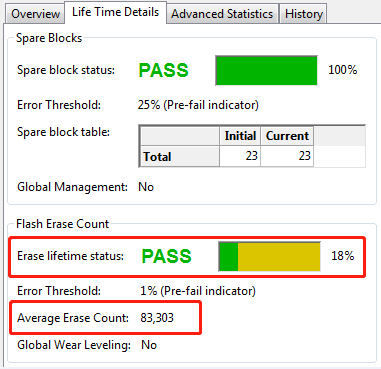 Overview Life Time Details Advanced Statistics History
Spare Blocks
Spare block status: PASS 100%
Error Threshold: 25% (Pre-fail indicator)
Spare block table: Initial Current
Total 23 23
Global Management: No
Flash Erase Count
Erase lifetime status: PASS 18%
Error Threshold: 1% (Pre-fail indicator)
Average Erase Count: 83,303
Global Wear Leveling: No